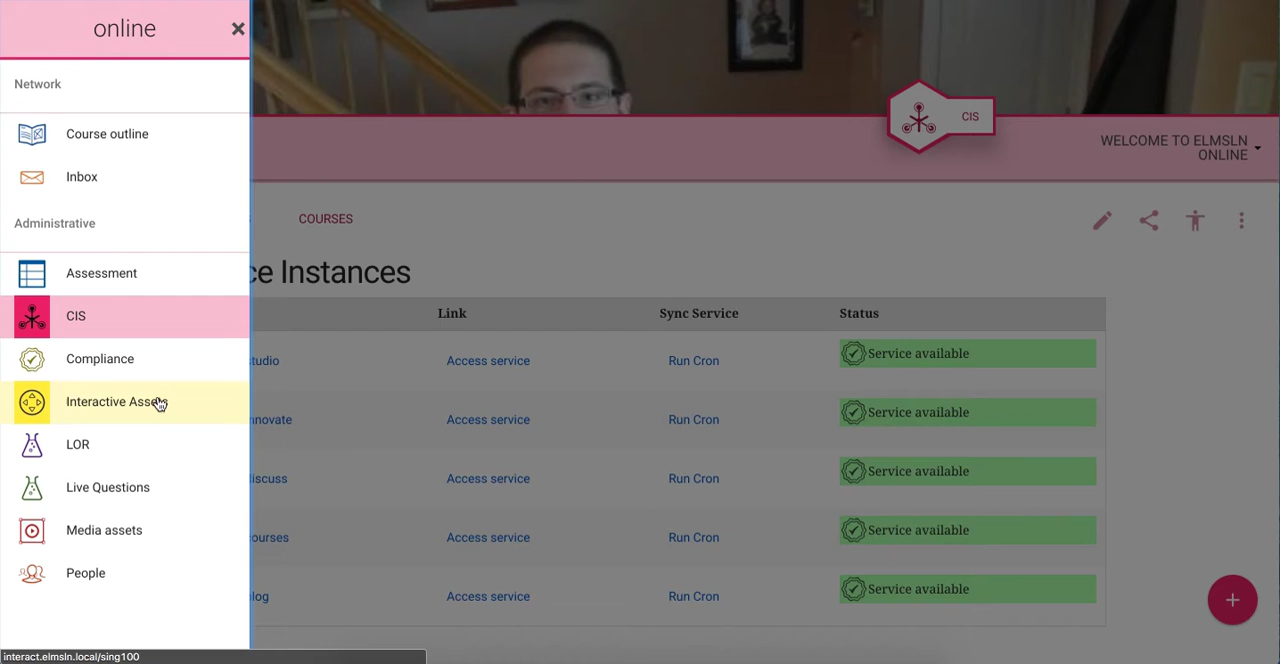 online
Network
Course outline
Inbox
Administrative
Assessment
CIS
Compliance
Interactive Assets
LOR
Live Questions
Media assets
People
interact.elmsln.local/sing100
CIS
WELCOME TO ELMSLN
ONLINE
COURSES
ce Instances
Link Sync Service Status
tudio Access service Run Cron Service available
nnovate Access service Run Cron Service available
iscuss Access service Run Cron Service available
ourses Access service Run Cron Service available
log Access service Run Cron Service available